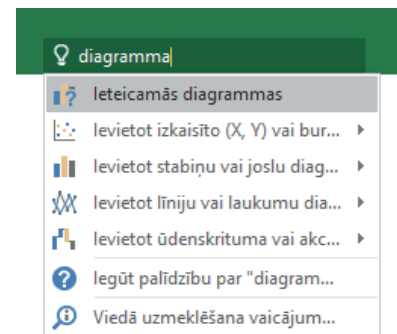 diagramma
Ieteicamās diagrammas
Ievietot izkaisīto (X, Y) vai bur...
Ievietot stabiņu vai joslu diag...
Ievietot līniju vai laukumu dia...
Ievietot ūdenskrituma vai akc...
Iegūt palīdzību par "diagram...
Viedā uzmeklēšana vaicājum...